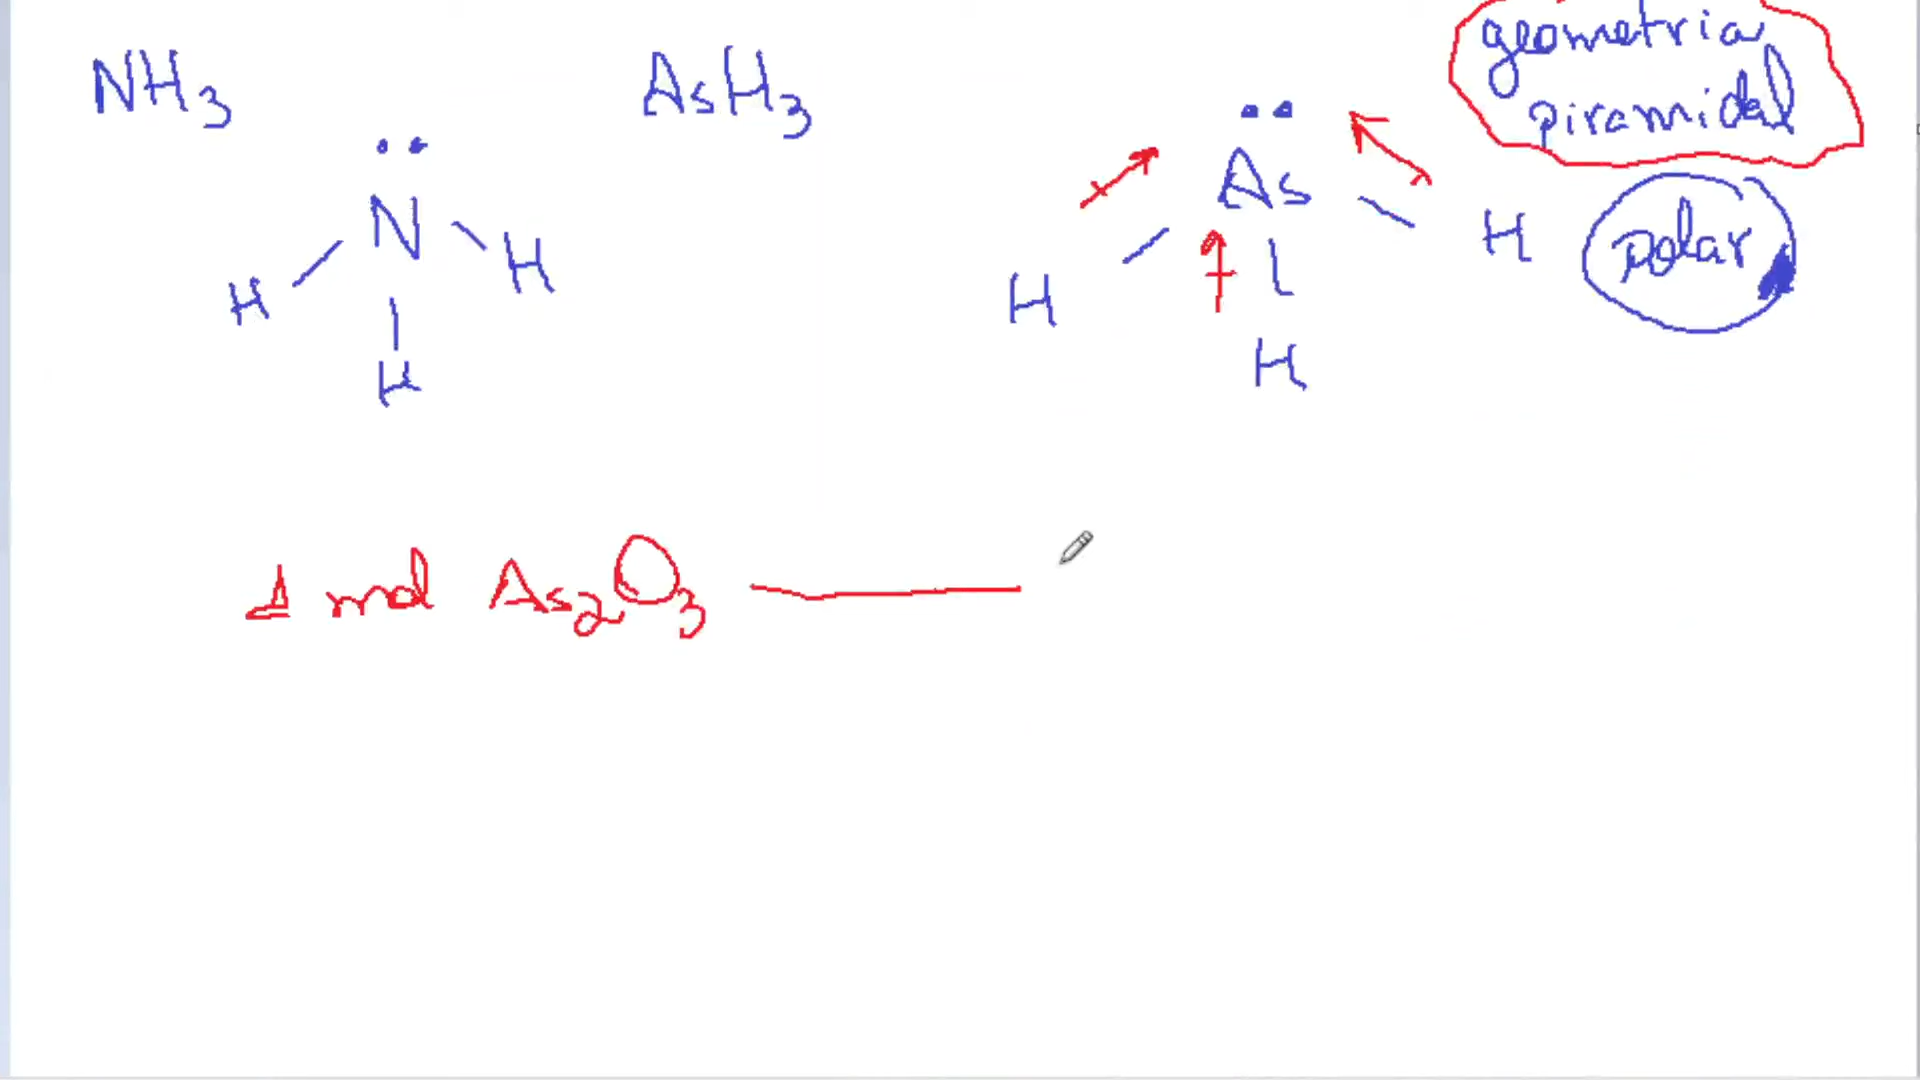 NH3
AsH3
geometria
piramidal
As
polar
N
H
H
H
H
H
H
1 mol As2O3